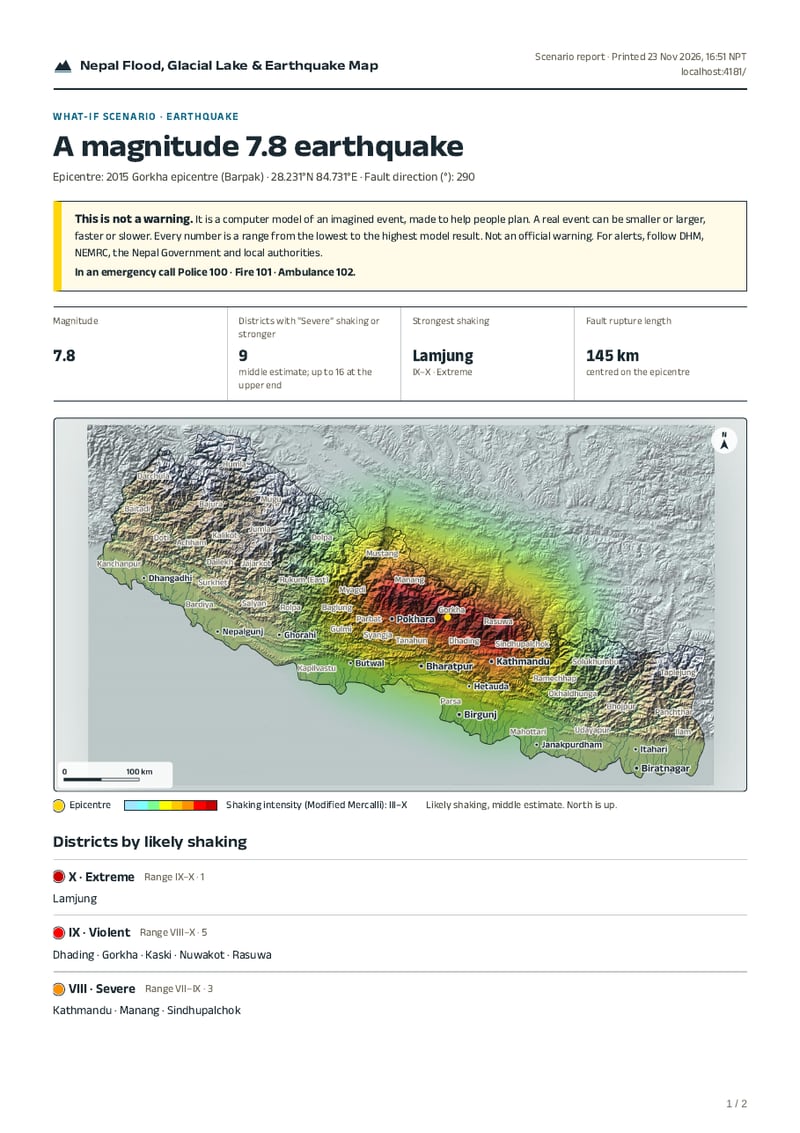 Nepal Flood, Glacial Lake & Earthquake Map
Scenario report · Printed 23 Nov 2026, 16:51 NPT
localhost:4181/
WHAT-IF SCENARIO · EARTHQUAKE
A magnitude 7.8 earthquake
Epicentre: 2015 Gorkha epicentre (Barpak) · 28.231°N 84.731°E · Fault direction (°): 290
This is not a warning. It is a computer model of an imagined event, made to help people plan. A real event can be smaller or larger,
faster or slower. Every number is a range from the lowest to the highest model result. Not an official warning. For alerts, follow DHM,
NEMRC, the Nepal Government and local authorities.
In an emergency call Police 100 · Fire 101 · Ambulance 102.
Magnitude
7.8
Districts with "Severe" shaking or
stronger
9
middle estimate; up to 16 at the
upper end
Strongest shaking
Lamjung
IX–X · Extreme
Fault rupture length
145 km
centred on the epicentre
N
Humla
Darchula
Bajura
Mugu
Baitadi
Doti
Achham
Kalikot
Jumla
Dolpa
Mustang
Kanchanpur
Dailekh
Jajarkot
Dhangadhi
Surkhet
Rukum (East)
Myagdi
Manang
Bardiya
Salyan
Rolpa
Baglung
Parbat
Pokhara
Gorkha
Rasuwa
Nepalgunj
Ghorahi
Gulmi
Syangja
Tanahun
Dhading
Sindhupalchok
Kapilvastu
Butwal
Bharatpur
Kathmandu
Solukhumbu
Taplejung
Ramechhap
Hetauda
Okhaldhunga
Parsa
Birgunj
Bhojpur
Panchthar
Mahottari
Udayapur
Ilam
Janakpurdham
Itahari
Biratnagar
0 100 km
Epicentre
Shaking intensity (Modified Mercalli): III–X
Likely shaking, middle estimate. North is up.
Districts by likely shaking
X · Extreme Range IX–X · 1
Lamjung
IX · Violent Range VIII–X · 5
Dhading · Gorkha · Kaski · Nuwakot · Rasuwa
VIII · Severe Range VII–IX · 3
Kathmandu · Manang · Sindhupalchok
1 / 2